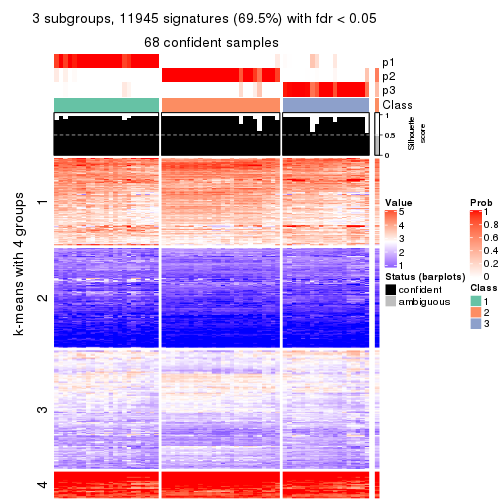 3 subgroups, 11945 signatures (69.5%) with fdr < 0.05
68 confident samples
p1
p2
p3
Class
1
0.5
0
Silhouette
score
k-means with 4 groups
1
2
3
4
Value
5
4
3
2
1
Status (barplots)
confident
ambiguous
Prob
1
0.8
0.6
0.4
0.2
0
Class
1
2
3